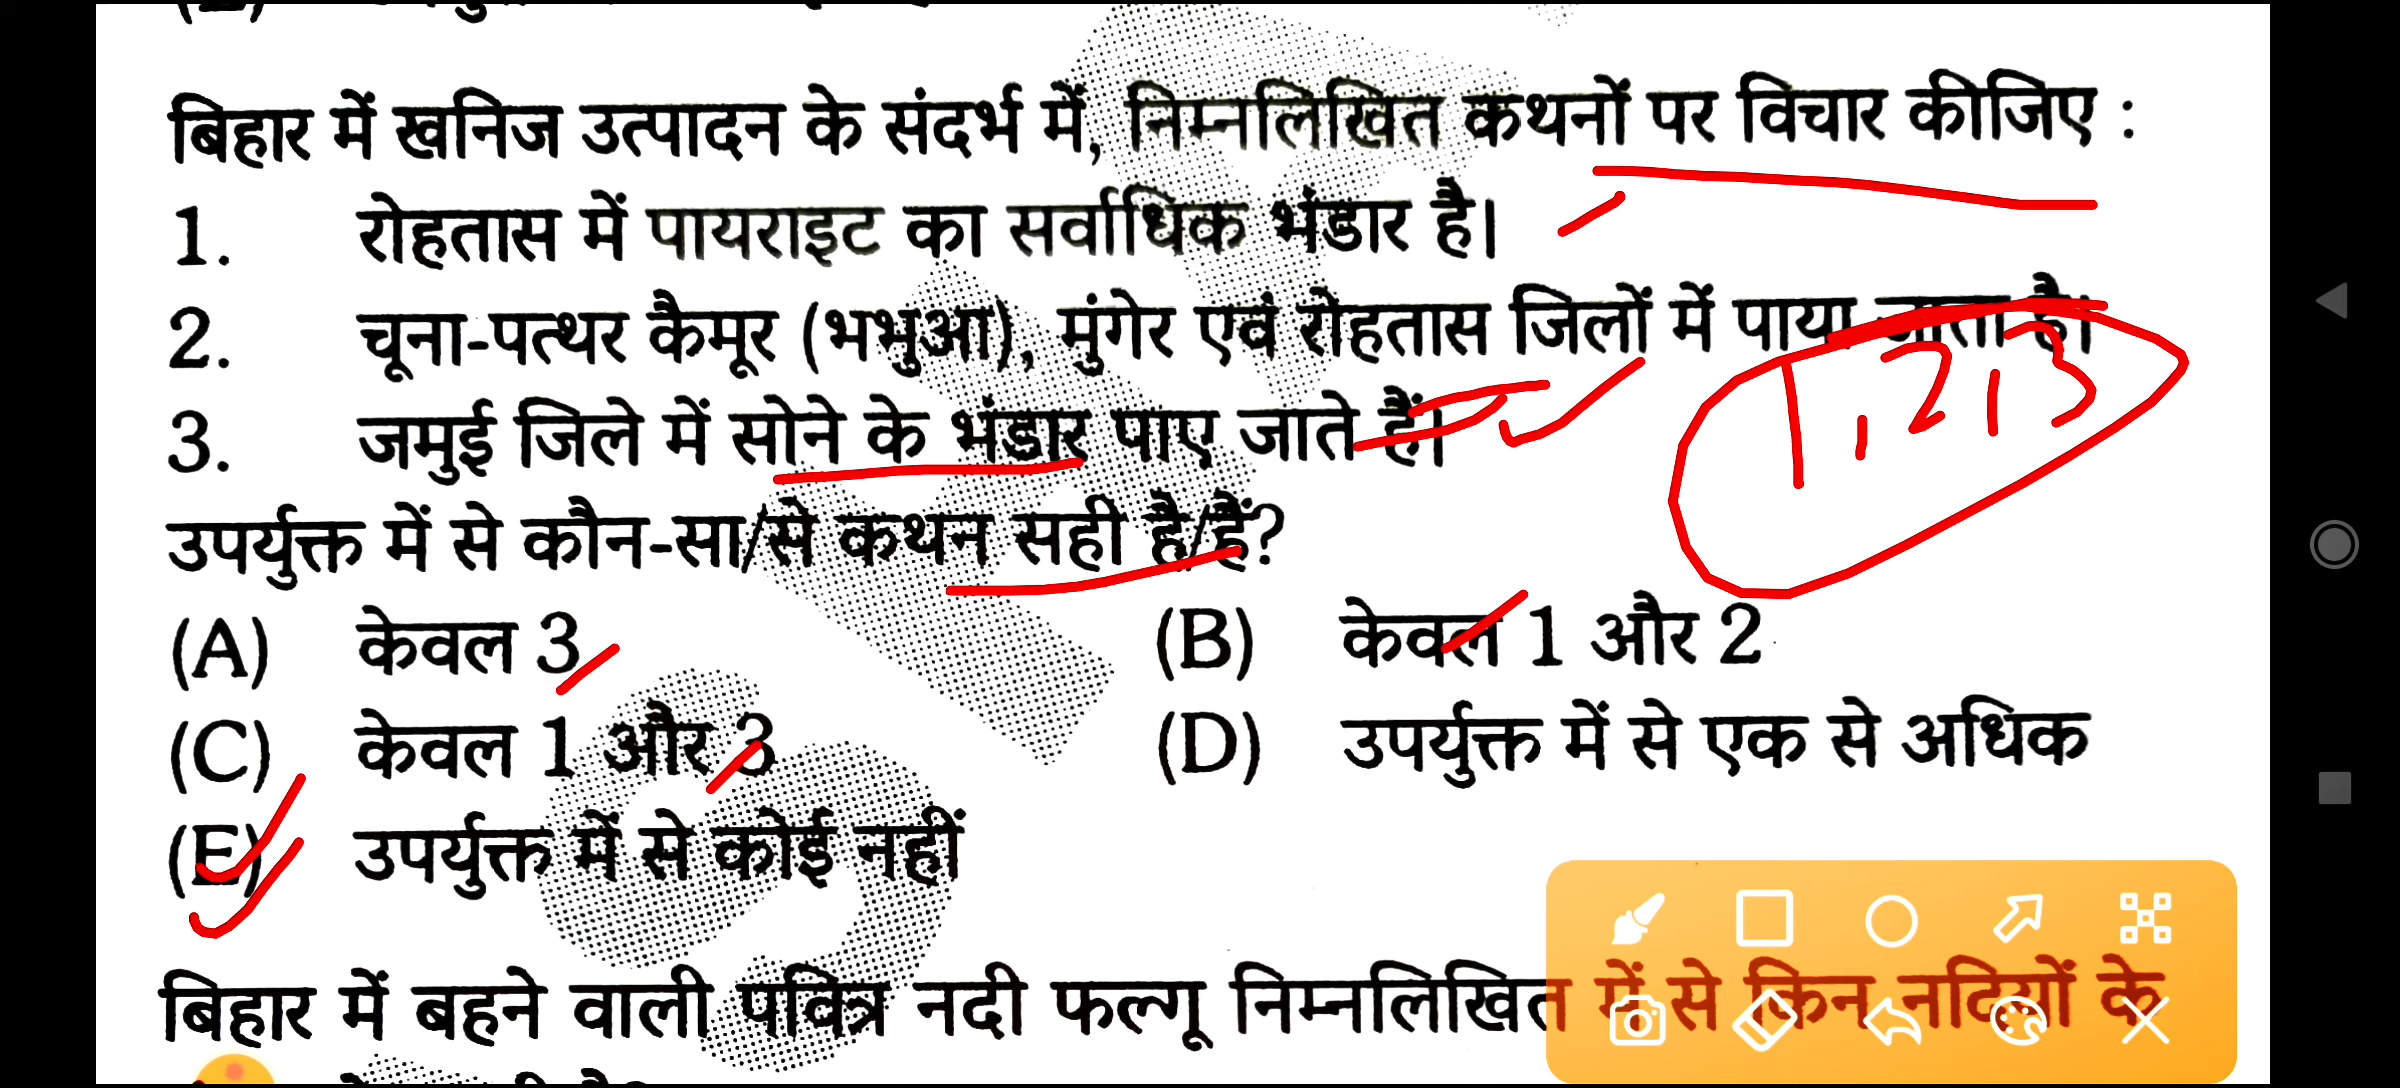 बिहार में खनिज उत्पादन के संदर्भ में, निम्नलिखित कथनों पर विचार कीजिए :
1. रोहतास में पायराइट का सर्वाधिक भंडार है।
2. चूना-पत्थर कैमूर (भभुआ), मुंगेर एवं रोहतास जिलों में पाया जाता है।
1, 2, 3
3. जमुई जिले में सोने के भंडार पाए जाते हैं।
उपर्युक्त में से कौन-सा/से कथन सही है/हैं?
(A) केवल 3 (B) केवल 1 और 2
(C) केवल 1 और 3 (D) उपर्युक्त में से एक से अधिक
(E) उपर्युक्त में से कोई नहीं
बिहार में बहने वाली पवित्र नदी फल्गू निम्नलिखित में से किन नदियों के